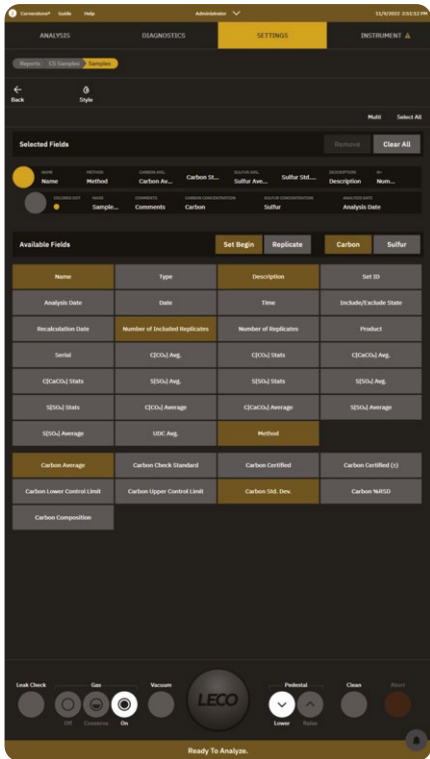 Cornerstone® Guide Help Administrator 11/9/2022 2:51:12 PM
ANALYSIS DIAGNOSTICS SETTINGS INSTRUMENT
Reports CS Samples Samples
Back Style
Multi Select All
Selected Fields Remove Clear All
NAME METHOD CARBON AVG. SULFUR AVG. DESCRIPTION N=
Name Method Carbon Av... Carbon St... Sulfur Ave... Sulfur Std.... Description Num...
COLORED DOT MASS COMMENTS CARBON CONCENTRATION SULFUR CONCENTRATION ANALYSIS DATE
Sample... Comments Carbon Sulfur Analysis Date
Available Fields Set Begin Replicate Carbon Sulfur
Name Type Description Set ID
Analysis Date Date Time Include/Exclude State
Recalculation Date Number of Included Replicates Number of Replicates Product
Serial C[CO₂] Avg. C[CO₂] Stats C[CaCO₃] Avg.
C[CaCO₃] Stats S[SO₂] Avg. S[SO₂] Stats Avg.
Stats C[CO₂] Average C[CaCO₃] Average Average
Average UDC Avg. Method
Carbon Average Carbon Check Standard Carbon Certified Carbon Certified (±)
Carbon Lower Control Limit Carbon Upper Control Limit Carbon Std. Dev. Carbon %RSD
Carbon Composition
Leak Check Gas Vacuum LECO Pedestal Clean Abort
Off Conserve On Lower Raise
Ready To Analyze.